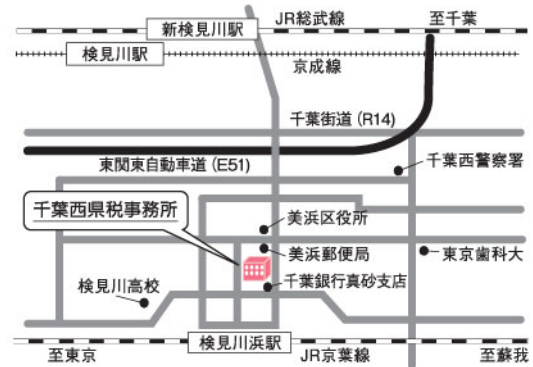 JR総武線
至千葉
新検見川駅
検見川駅
京成線
千葉街道（R14）
東関東自動車道（E51）
千葉西警察署
千葉西県税事務所
美浜区役所
美浜郵便局
東京歯科大
検見川高校
千葉銀行真砂支店
検見川浜駅
至東京
JR京葉線
至蘇我